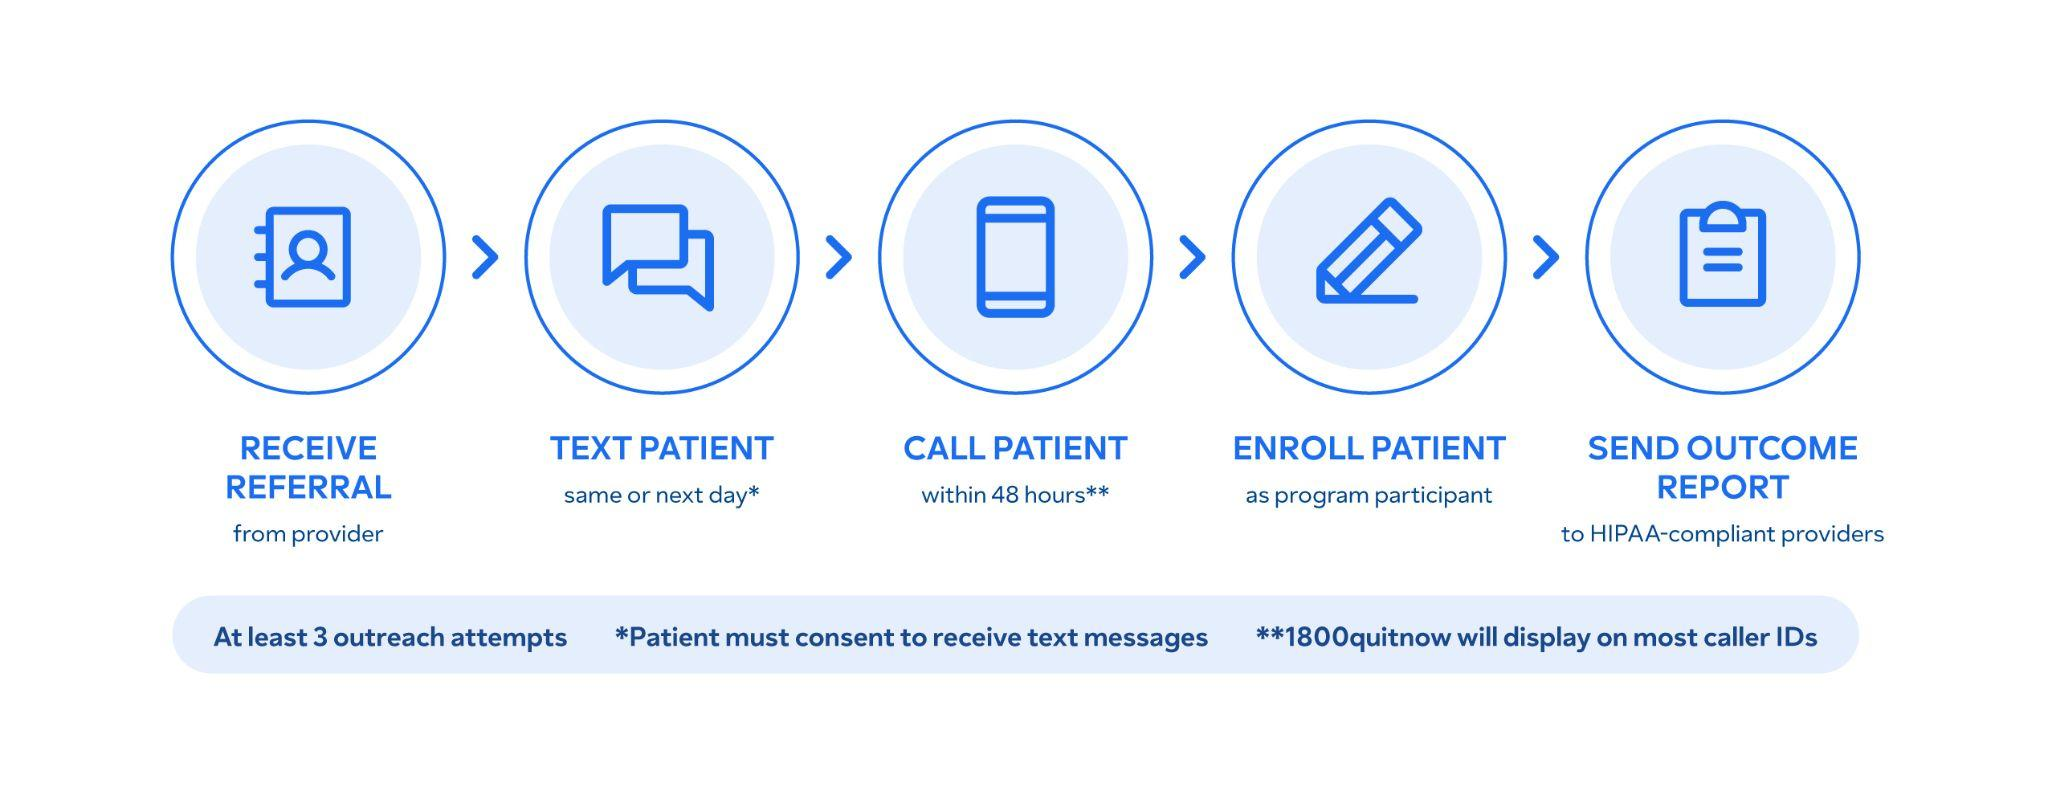 RECEIVE
REFERRAL
from provider
TEXT PATIENT
same or next day*
CALL PATIENT
within 48 hours**
ENROLL PATIENT
as program participant
SEND OUTCOME
REPORT
to HIPAA-compliant providers
At least 3 outreach attempts *Patient must consent to receive text messages **1800quitnow will display on most caller IDs